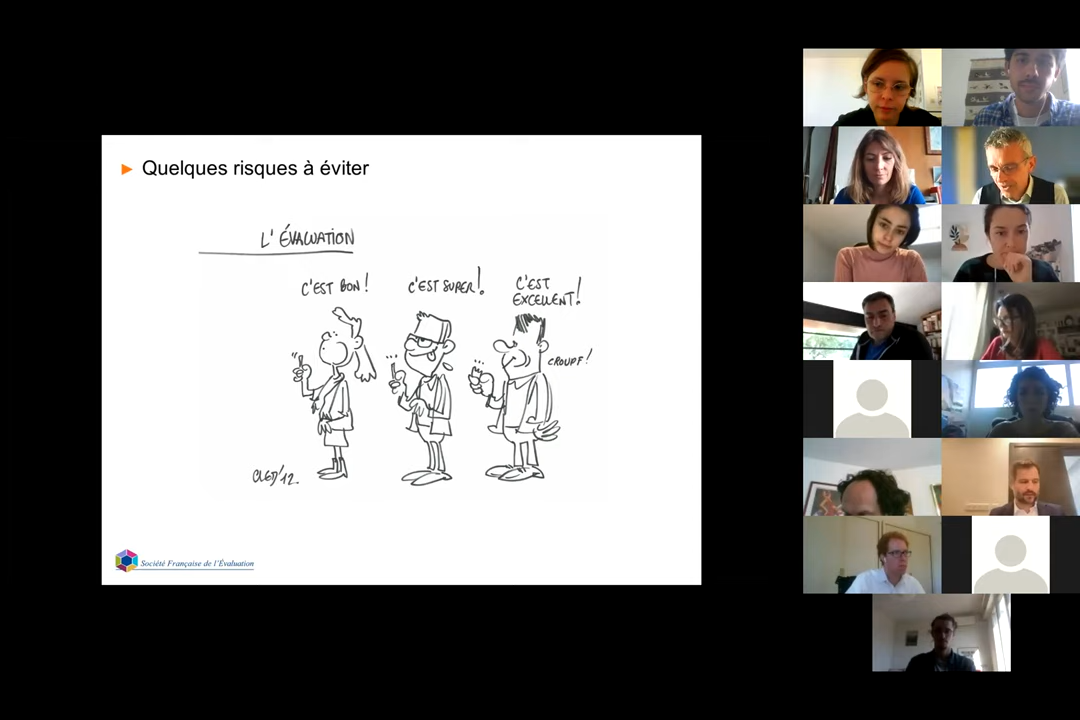 ► Quelques risques à éviter
L'ÉVALUATION
C'EST BON !
C'EST SUPER !
C'EST
EXCELLENT !
CROUPF !
CLED'12.
Société Française de l'Évaluation